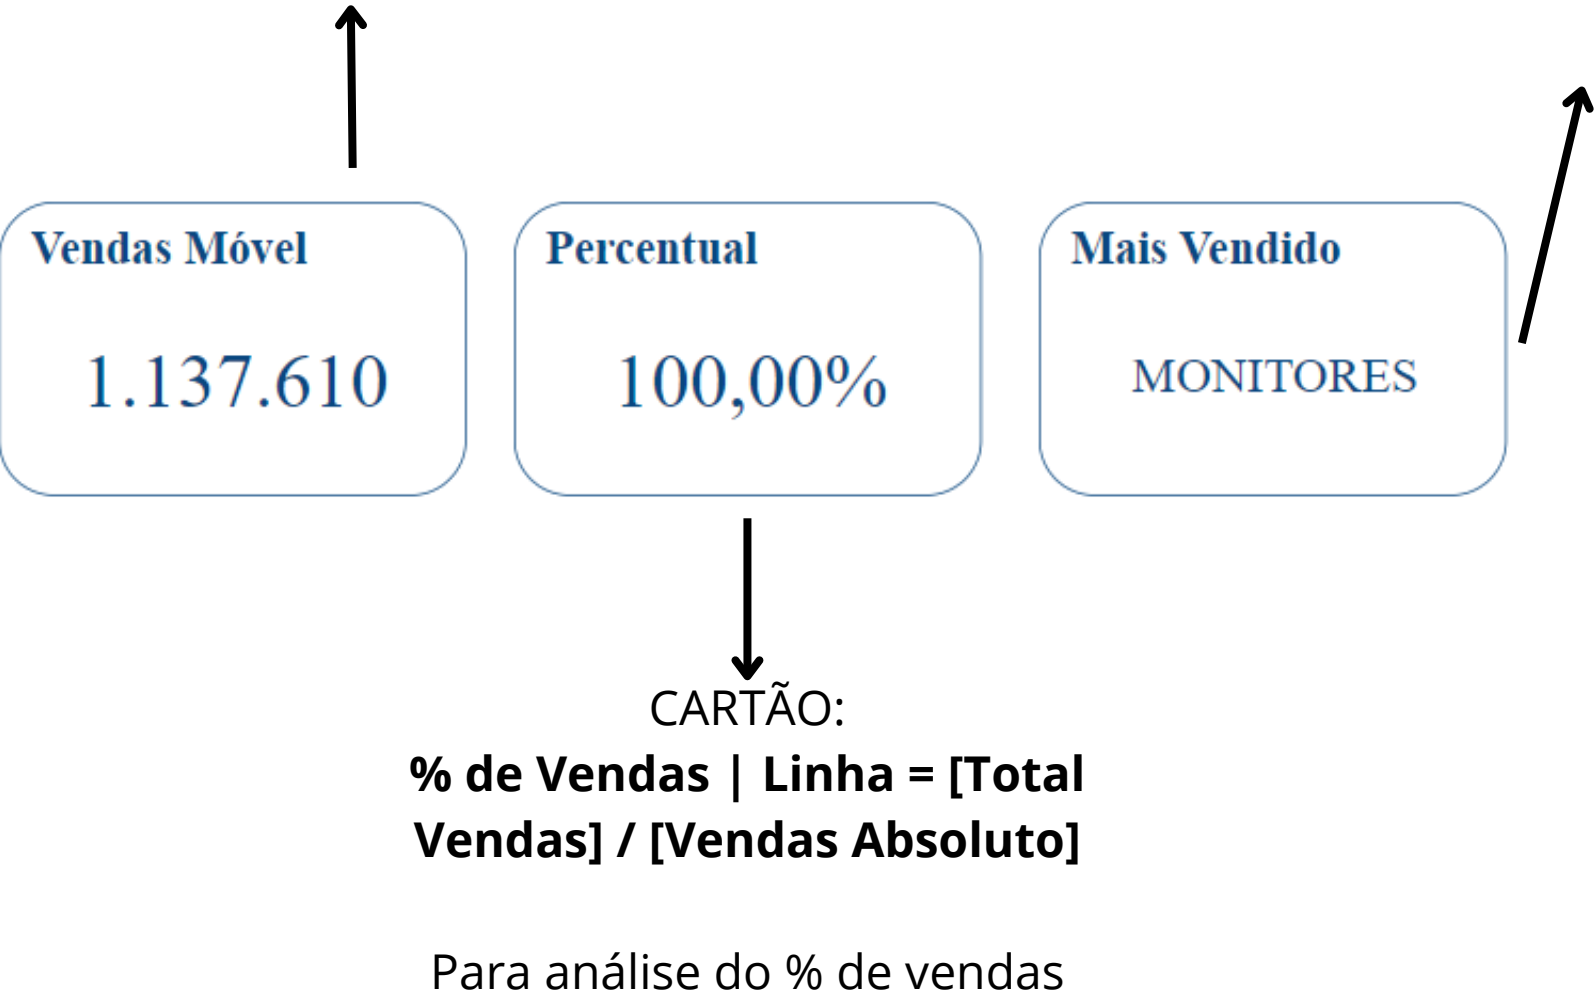 Vendas Móvel
1.137.610
Percentual
100,00%
Mais Vendido
MONITORES
CARTÃO:
% de Vendas | Linha = [Total
Vendas] / [Vendas Absoluto]
Para análise do % de vendas